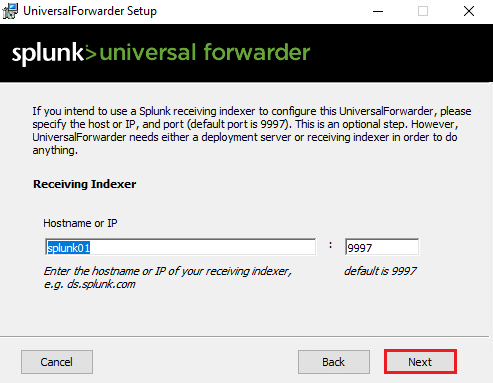 UniversalForwarder Setup
splunk>universal forwarder
If you intend to use a Splunk receiving indexer to configure this UniversalForwarder, please
specify the host or IP, and port (default port is 9997). This is an optional step. However,
UniversalForwarder needs either a deployment server or receiving indexer in order to do
anything.
Receiving Indexer
Hostname or IP
splunk01 : 9997
Enter the hostname or IP of your receiving indexer, default is 9997
e.g. ds.splunk.com
Cancel Back Next